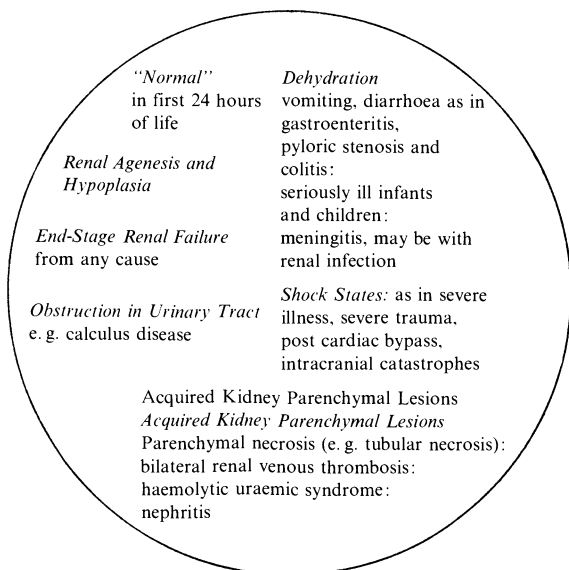 "Normal"
in first 24 hours
of life
Renal Agenesis and
Hypoplasia
End-Stage Renal Failure
from any cause
Obstruction in Urinary Tract
e. g. calculus disease
Dehydration
vomiting, diarrhoea as in
gastroenteritis,
pyloric stenosis and
colitis:
seriously ill infants
and children:
meningitis, may be with
renal infection
Shock States: as in severe
illness, severe trauma,
post cardiac bypass,
intracranial catastrophes
Acquired Kidney Parenchymal Lesions
Acquired Kidney Parenchymal Lesions
Parenchymal necrosis (e. g. tubular necrosis):
bilateral renal venous thrombosis:
haemolytic uraemic syndrome:
nephritis